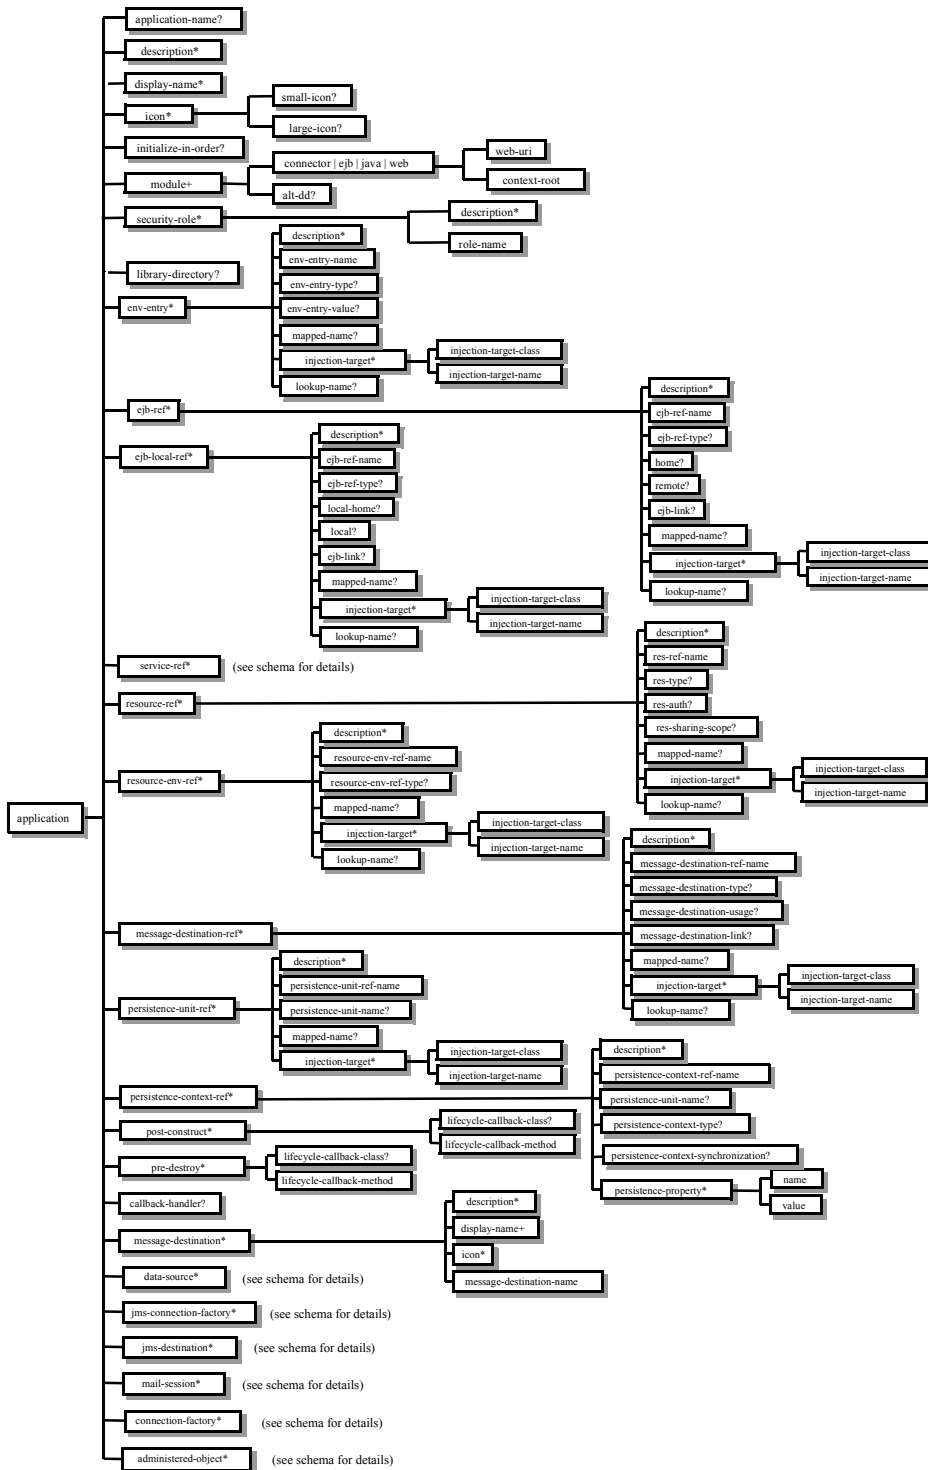 application
application-name?
description*
display-name*
icon*
small-icon?
large-icon?
initialize-in-order?
module+
connector | ejb | java | web
web-uri
context-root
alt-dd?
security-role*
description*
role-name
library-directory?
env-entry*
description*
env-entry-name
env-entry-type?
env-entry-value?
mapped-name?
injection-target*
injection-target-class
injection-target-name
lookup-name?
ejb-ref*
description*
ejb-ref-name
ejb-ref-type?
home?
remote?
ejb-link?
mapped-name?
injection-target*
injection-target-class
injection-target-name
lookup-name?
ejb-local-ref*
description*
ejb-ref-name
ejb-ref-type?
local-home?
local?
ejb-link?
mapped-name?
injection-target*
injection-target-class
injection-target-name
lookup-name?
service-ref* (see schema for details)
resource-ref*
description*
res-ref-name
res-type?
res-auth?
res-sharing-scope?
mapped-name?
injection-target*
injection-target-class
injection-target-name
lookup-name?
resource-env-ref*
description*
resource-env-ref-name
resource-env-ref-type?
mapped-name?
injection-target*
injection-target-class
injection-target-name
lookup-name?
message-destination-ref*
description*
message-destination-ref-name
message-destination-type?
message-destination-usage?
message-destination-link?
mapped-name?
injection-target*
injection-target-class
injection-target-name
lookup-name?
persistence-unit-ref*
description*
persistence-unit-ref-name
persistence-unit-name?
mapped-name?
injection-target*
injection-target-class
injection-target-name
persistence-context-ref*
description*
persistence-context-ref-name
persistence-unit-name?
persistence-context-type?
persistence-context-synchronization?
persistence-property*
name
value
post-construct*
lifecycle-callback-class?
lifecycle-callback-method
pre-destroy*
lifecycle-callback-class?
lifecycle-callback-method
callback-handler?
message-destination*
description*
display-name+
icon*
message-destination-name
data-source* (see schema for details)
jms-connection-factory* (see schema for details)
jms-destination* (see schema for details)
mail-session* (see schema for details)
connection-factory* (see schema for details)
administered-object* (see schema for details)